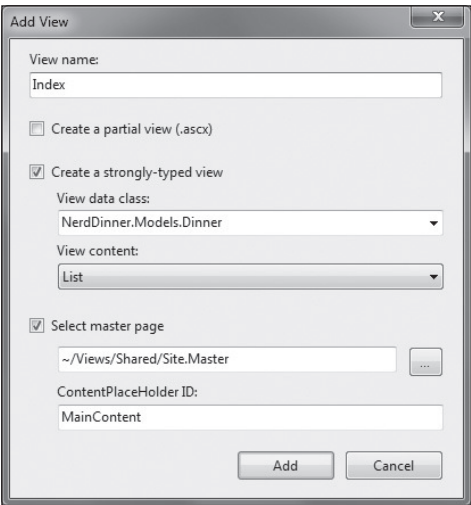 Add View
x
View name:
Index
Create a partial view (.ascx)
Create a strongly-typed view
View data class:
NerdDinner.Models.Dinner
View content:
List
Select master page
~/Views/Shared/Site.Master
...
ContentPlaceHolder ID:
MainContent
Add
Cancel